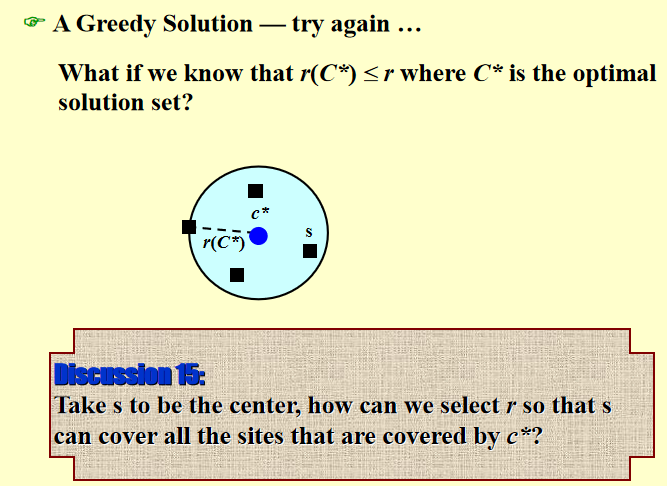 ☞ A Greedy Solution — try again …
What if we know that r(C*) ≤ r where C* is the optimal
solution set?
c*
s
r(C*)
Discussion 15:
Take s to be the center, how can we select r so that s
can cover all the sites that are covered by c*?